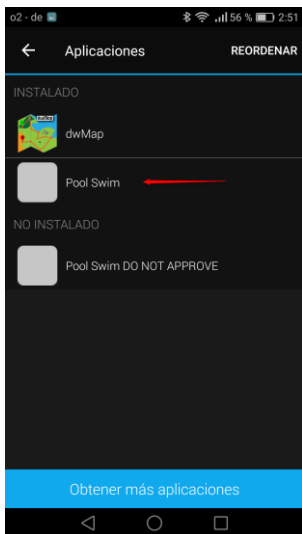 o2 - de 56 % 2:51
Aplicaciones REORDENAR
INSTALADO
dwMap
Pool Swim
NO INSTALADO
Pool Swim DO NOT APPROVE
Obtener más aplicaciones